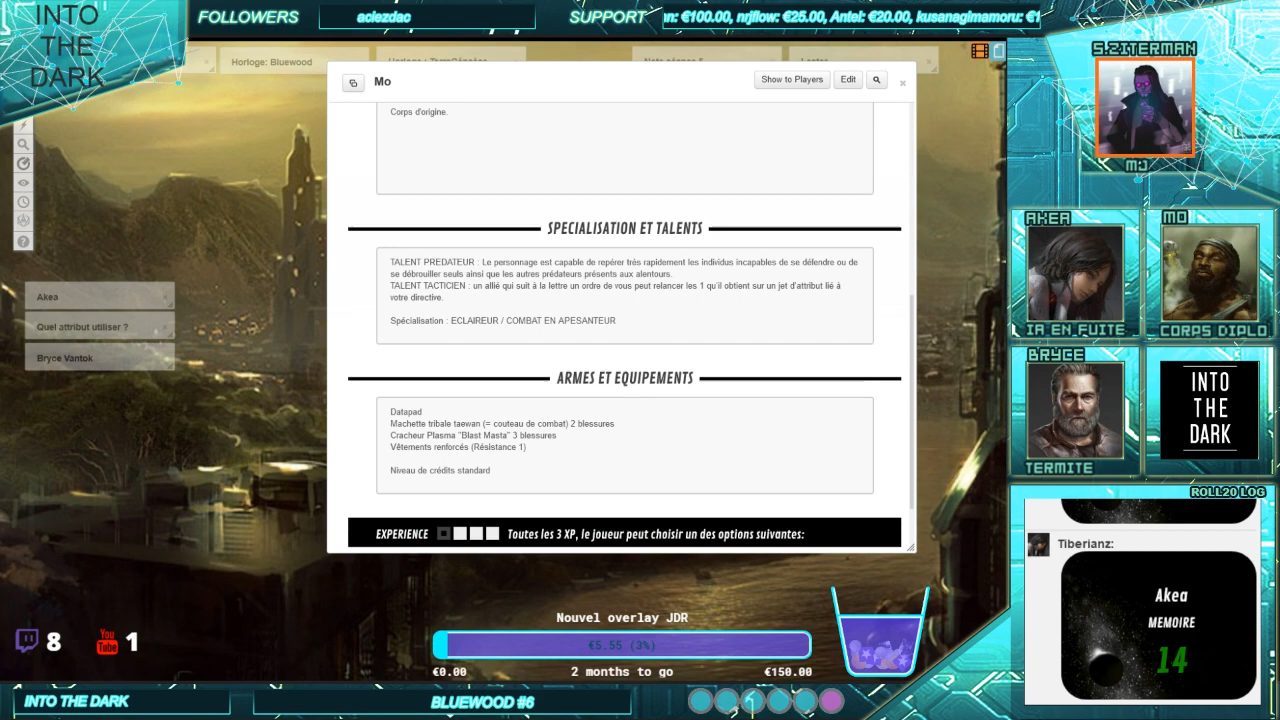 INTO
THE
DARK
FOLLOWERS
aciezdac
SUPPORT
€100.00, nrjflow: €25.00, Antel: €20.00, kusanagimamoru:
Horloge: Bluewood
Mo
Show to Players
Edit
Corps d'origine.
SPECIALISATION ET TALENTS
TALENT PREDATEUR : Le personnage est capable de repérer très rapidement les individus incapables de se défendre ou de
se débrouiller seuls ainsi que les autres prédateurs présents aux alentours.
TALENT TACTICIEN : un allié qui suit à la lettre un ordre de vous peut relancer les 1 qu'il obtient sur un jet d'attribut lié à
votre directive.
Spécialisation : ECLAIREUR / COMBAT EN APESANTEUR
ARMES ET EQUIPEMENTS
Datapad
Machette tribale taewan (= couteau de combat) 2 blessures
Cracheur Plasma "Blast Masta" 3 blessures
Vêtements renforcés (Résistance 1)
Niveau de crédits standard
EXPERIENCE
Toutes les 3 XP, le joueur peut choisir un des options suivantes:
Akea
Quel attribut utiliser ?
Bryce Vantok
S.ZITERMAN
MJ
AKEA
IA EN FUITE
MO
CORPS DIPLO.
BRYCE
TERMITE
INTO
THE
DARK
ROLL20 LOG
Tiberianz:
Akea
MEMOIRE
14
8
You
Tube
1
Nouvel overlay JDR
€5.55 (3%)
€0.00
2 months to go
€150.00
INTO THE DARK
BLUEWOOD #6